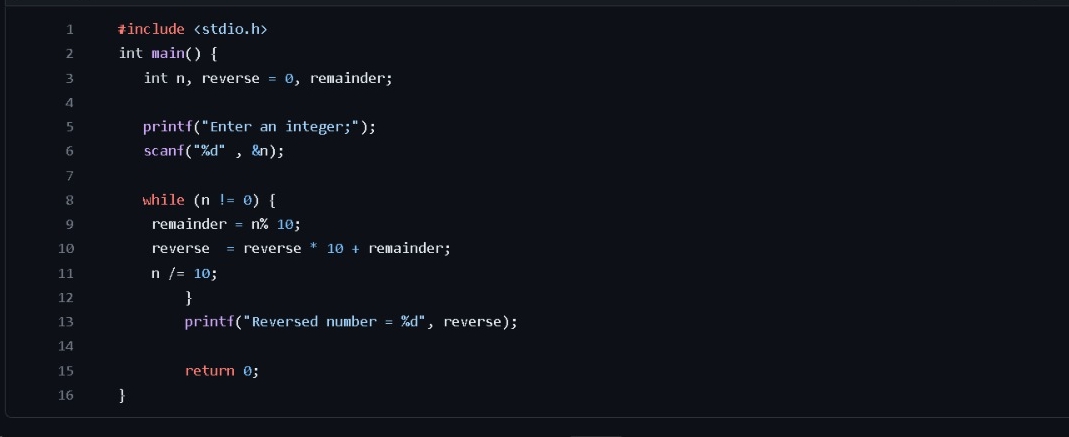 1 #include <stdio.h>
2 int main() {
3 int n, reverse = 0, remainder;
4
5 printf("Enter an integer;");
6 scanf("%d" , &n);
7
8 while (n != 0) {
9 remainder = n% 10;
10 reverse  = reverse * 10 + remainder;
11 n /= 10;
12 }
13 printf("Reversed number = %d", reverse);
14
15 return 0;
16 }